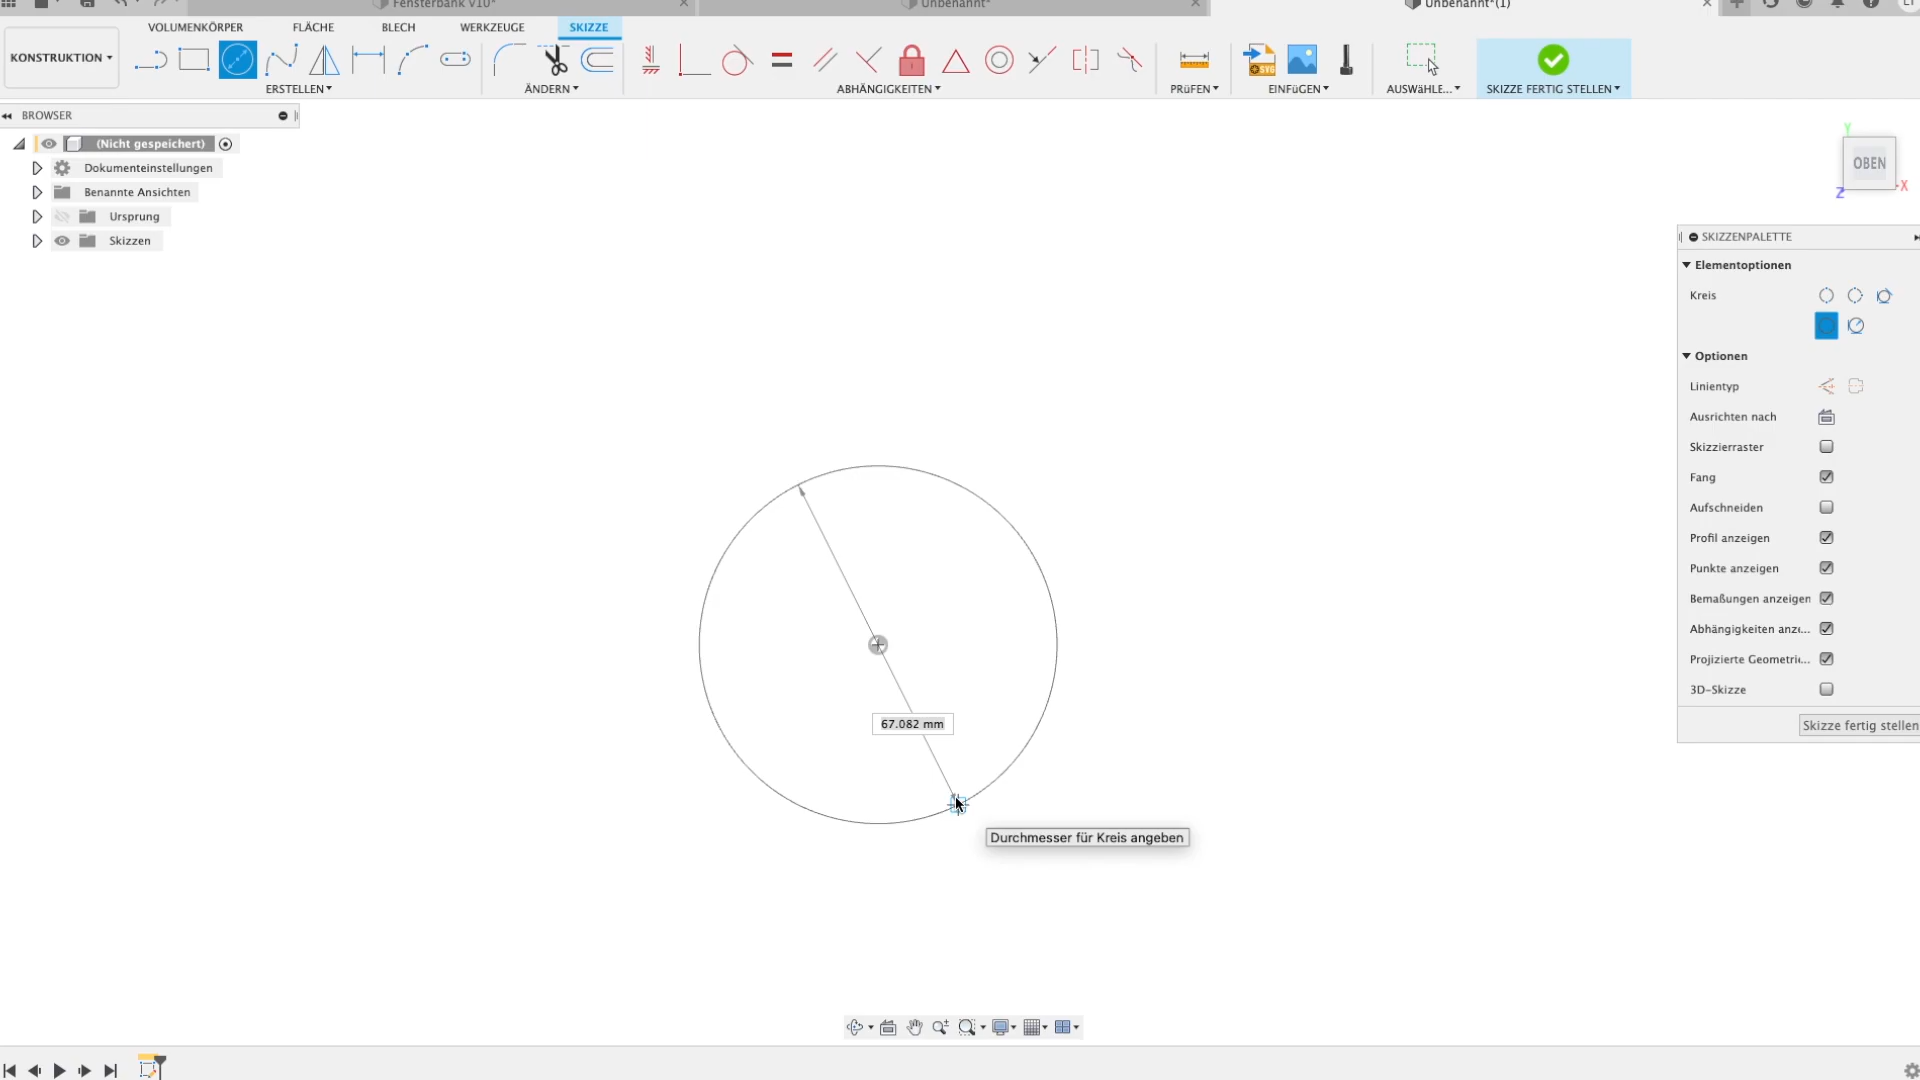 Fensterbank v10*
Unbenannt*
Unbenannt*(1)
LT
VOLUMENKÖRPER
FLÄCHE
BLECH
WERKZEUGE
SKIZZE
KONSTRUKTION
ERSTELLEN
ÄNDERN
ABHÄNGIGKEITEN
PRüFEN
EINFüGEN
AUSWäHLE...
SKIZZE FERTIG STELLEN
SVG
BROWSER
(Nicht gespeichert)
Dokumenteinstellungen
Benannte Ansichten
Ursprung
Skizzen
Y
OBEN
X
Z
SKIZZENPALETTE
Elementoptionen
Kreis
Optionen
Linientyp
Ausrichten nach
Skizzierraster
Fang
Aufschneiden
Profil anzeigen
Punkte anzeigen
Bemaßungen anzeigen
Abhängigkeiten anz...
Projizierte Geometri...
3D-Skizze
Skizze fertig stellen
67.082 mm
Durchmesser für Kreis angeben